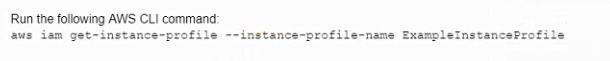 Run the following AWS CLI command:
aws iam get-instance-profile --instance-profile-name ExampleInstanceProfile